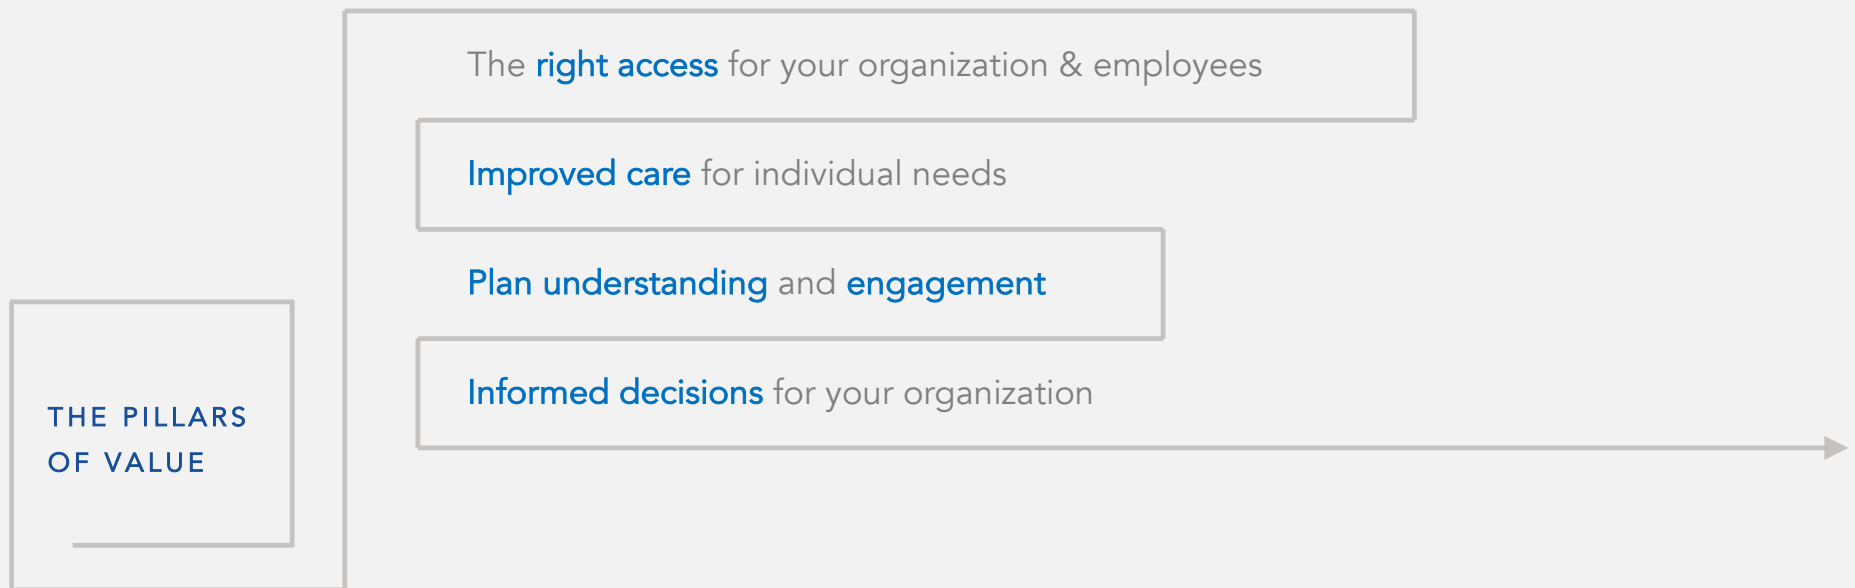 The right access for your organization & employees
Improved care for individual needs
Plan understanding and engagement
Informed decisions for your organization
THE PILLARS
OF VALUE